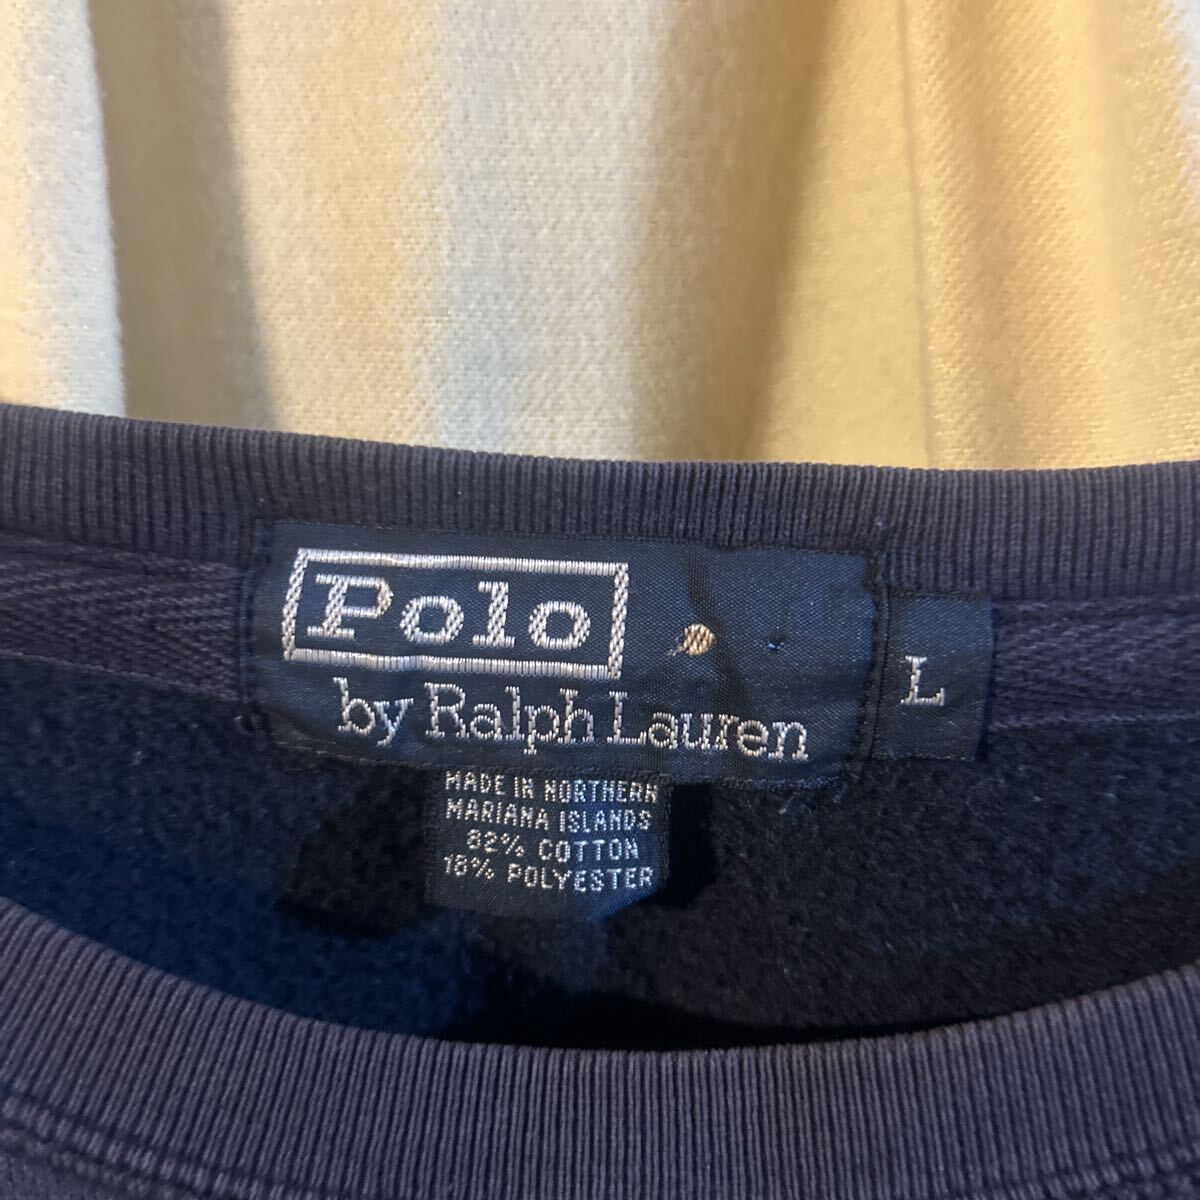 Polo
by Ralph Lauren
L
MADE IN NORTHERN
MARIANA ISLANDS
82% COTTON
18% POLYESTER